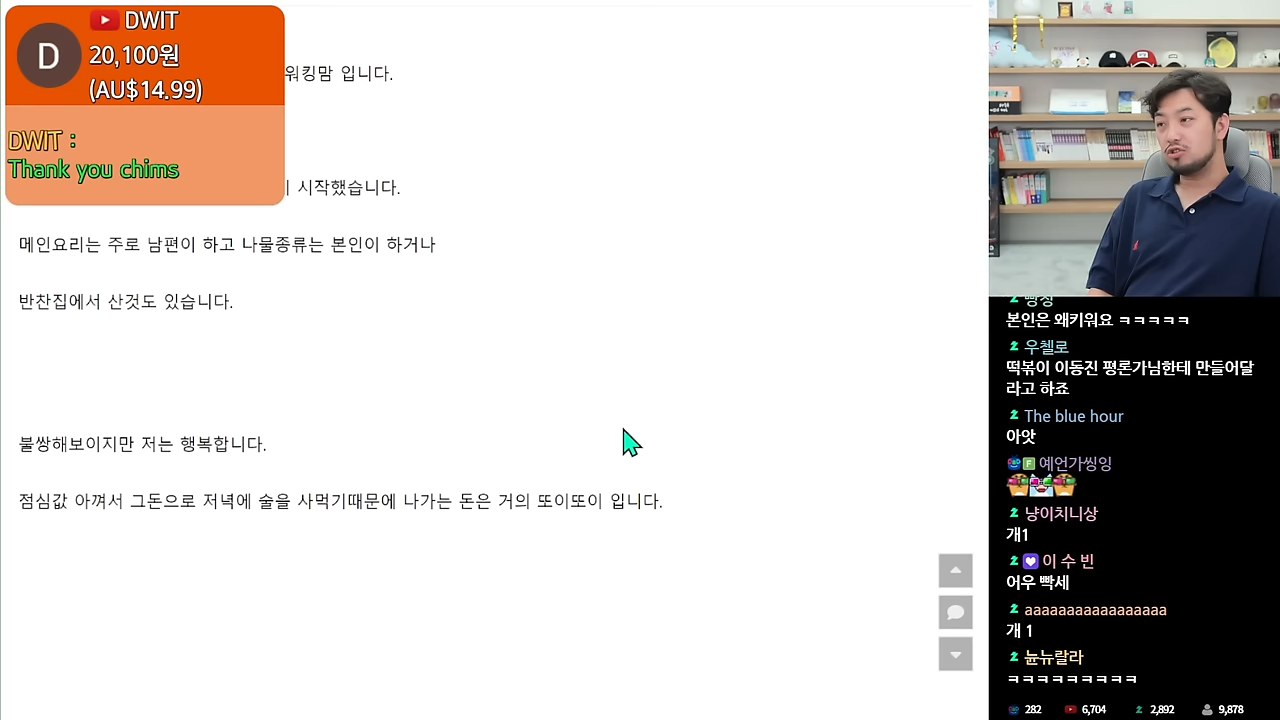 DWIT
20,100원
(AU$14.99)
D
DWIT :
Thank you chims
워킹맘 입니다.
시작했습니다.
메인요리는 주로 남편이 하고 나물종류는 본인이 하거나
반찬집에서 산것도 있습니다.
불쌍해보이지만 저는 행복합니다.
점심값 아껴서 그돈으로 저녁에 술을 사먹기때문에 나가는 돈은 거의 또이또이 입니다.
본인은 왜키워요 ㅋㅋㅋㅋㅋ
우첼로
떡볶이 이동진 평론가님한테 만들어달
라고 하죠
The blue hour
아앗
예언가씽잉
냥이치니상
개1
이 수 빈
어우 빡세
aaaaaaaaaaaaaaaaa
개 1
뉸뉴랄라
ㅋㅋㅋㅋㅋㅋㅋㅋㅋ
282
6,704
2,892
9,878